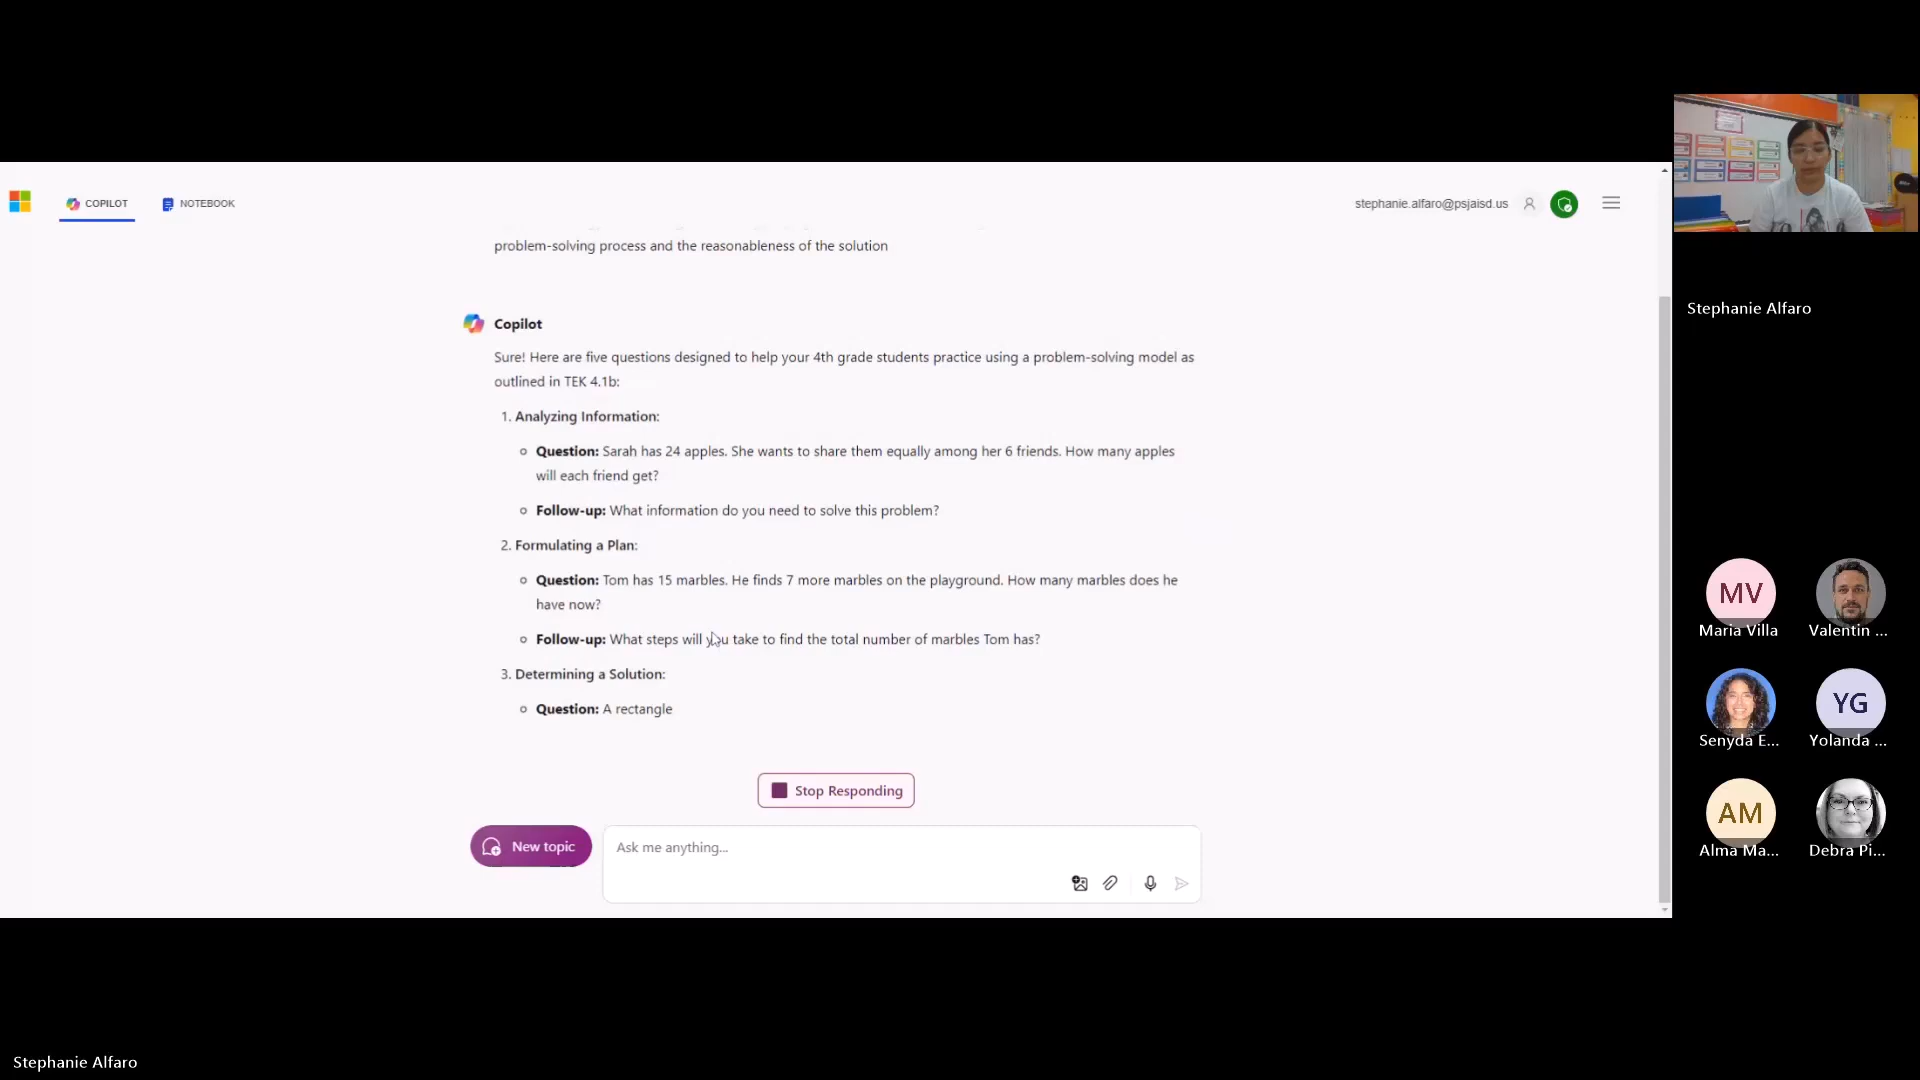 COPILOT
NOTEBOOK
stephanie.alfaro@psjaisd.us
problem-solving process and the reasonableness of the solution
Copilot
Sure! Here are five questions designed to help your 4th grade students practice using a problem-solving model as
outlined in TEK 4.1b:
1. Analyzing Information:
Question: Sarah has 24 apples. She wants to share them equally among her 6 friends. How many apples
will each friend get?
Follow-up: What information do you need to solve this problem?
2. Formulating a Plan:
Question: Tom has 15 marbles. He finds 7 more marbles on the playground. How many marbles does he
have now?
Follow-up: What steps will you take to find the total number of marbles Tom has?
3. Determining a Solution:
Question: A rectangle
Stop Responding
New topic
Ask me anything...
Stephanie Alfaro
MV
Maria Villa
Valentin ...
Senyda E...
YG
Yolanda ...
AM
Alma Ma...
Debra Pi...
Stephanie Alfaro